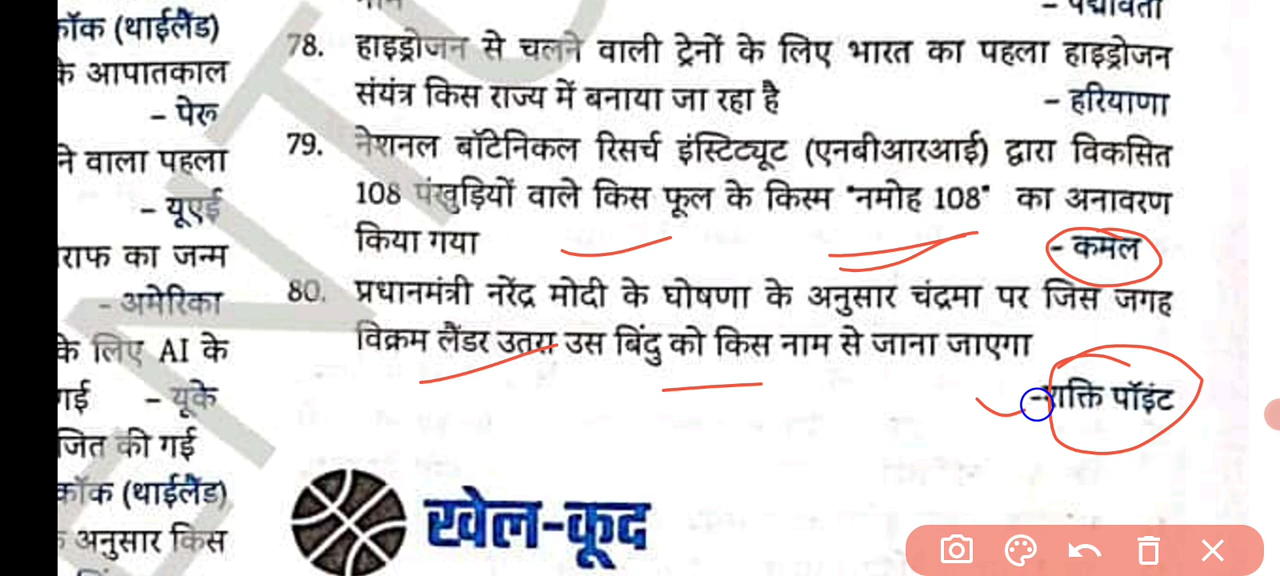 कॉक (थाईलैंड)
के आपातकाल
- पेरू
ने वाला पहला
- यूएई
राफ का जन्म
- अमेरिका
के लिए AI के
गई - यूके
जित की गई
कॉक (थाईलैंड)
अनुसार किस
- पद्मावती
78. हाइड्रोजन से चलने वाली ट्रेनों के लिए भारत का पहला हाइड्रोजन
संयंत्र किस राज्य में बनाया जा रहा है - हरियाणा
79. नेशनल बॉटेनिकल रिसर्च इंस्टिट्यूट (एनबीआरआई) द्वारा विकसित
108 पंखुड़ियों वाले किस फूल के किस्म "नमोह 108" का अनावरण
किया गया - कमल
80. प्रधानमंत्री नरेंद्र मोदी के घोषणा के अनुसार चंद्रमा पर जिस जगह
विक्रम लैंडर उतरा उस बिंदु को किस नाम से जाना जाएगा
- शक्ति पॉइंट
खेल-कूद